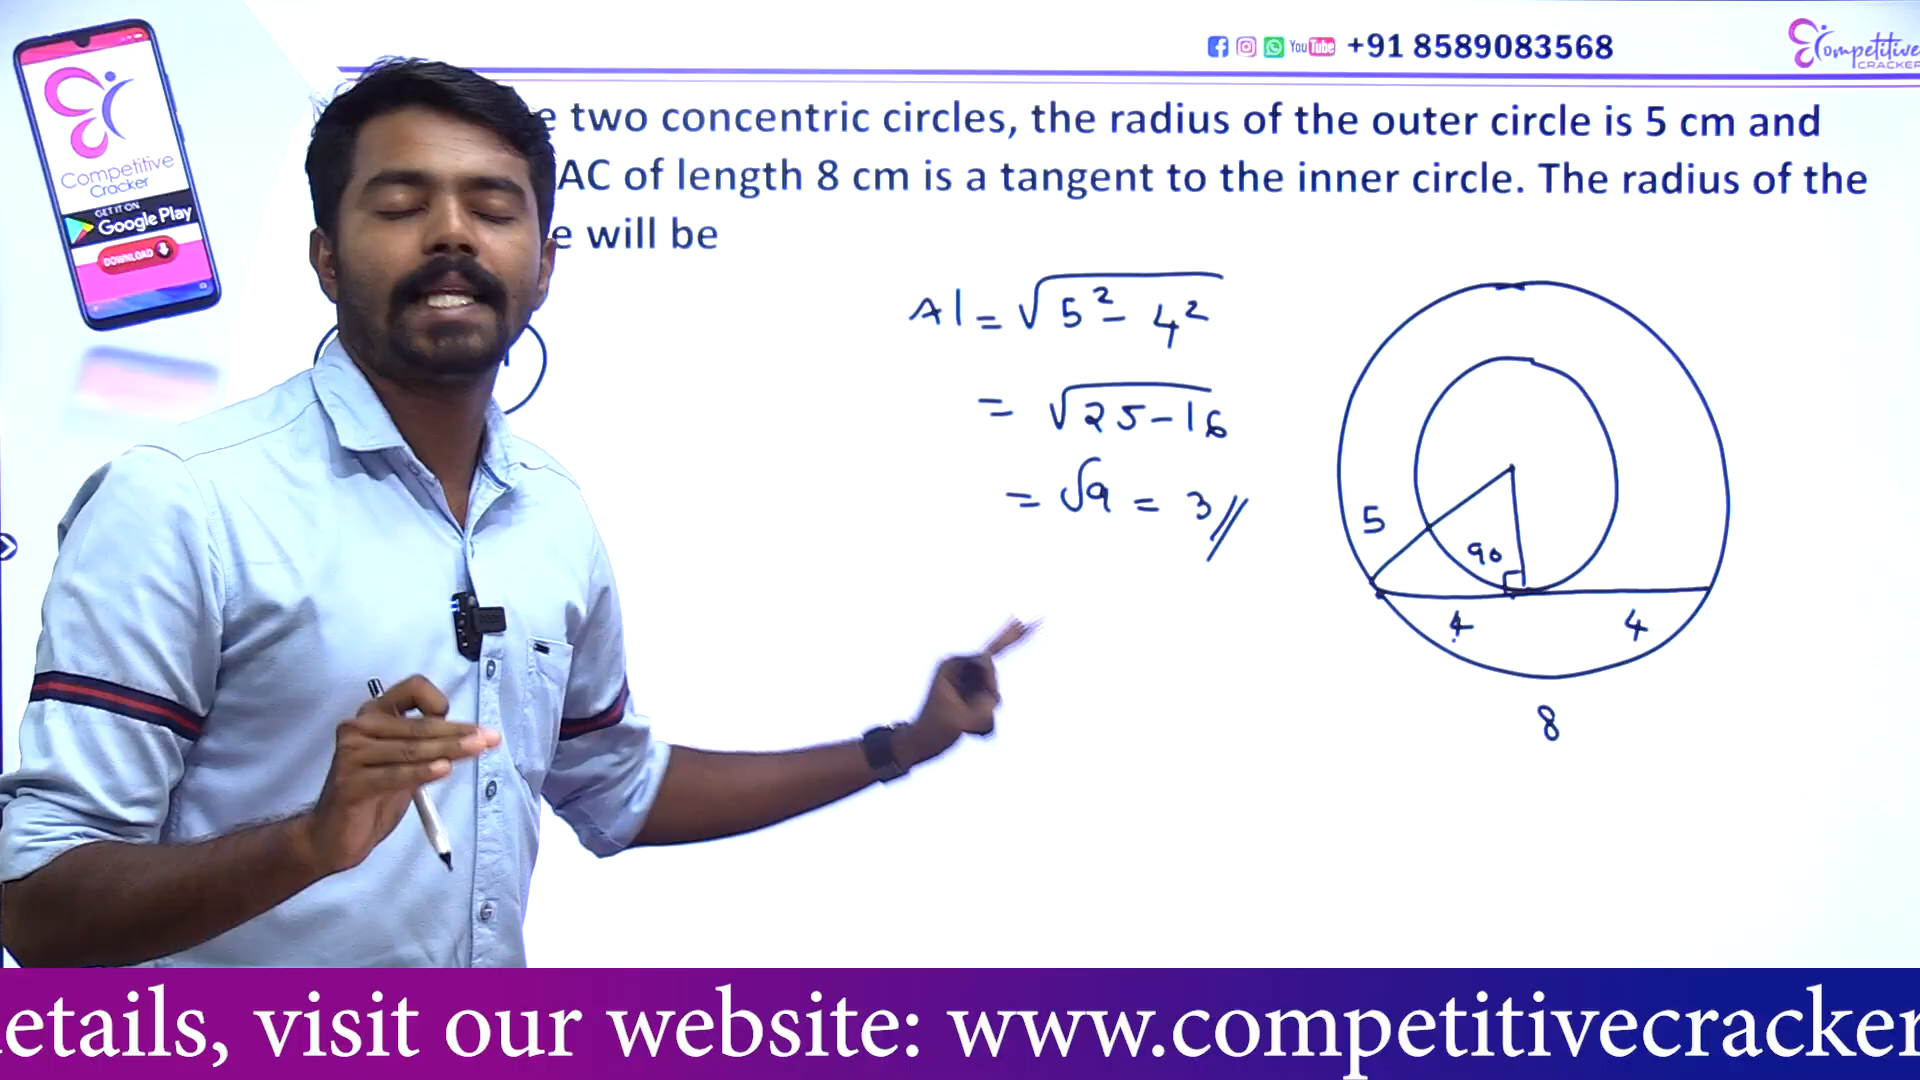 You Tube +91 8589083568
Competitive
CRACKER
e two concentric circles, the radius of the outer circle is 5 cm and
AC of length 8 cm is a tangent to the inner circle. The radius of the
e will be
Competitive
Cracker
GET IT ON
Google Play
DOWNLOAD
Al = √5² - 4²
= √25-16
= √9 = 3//
5
90
4
4
8
etails, visit our website: www.competitivecracker